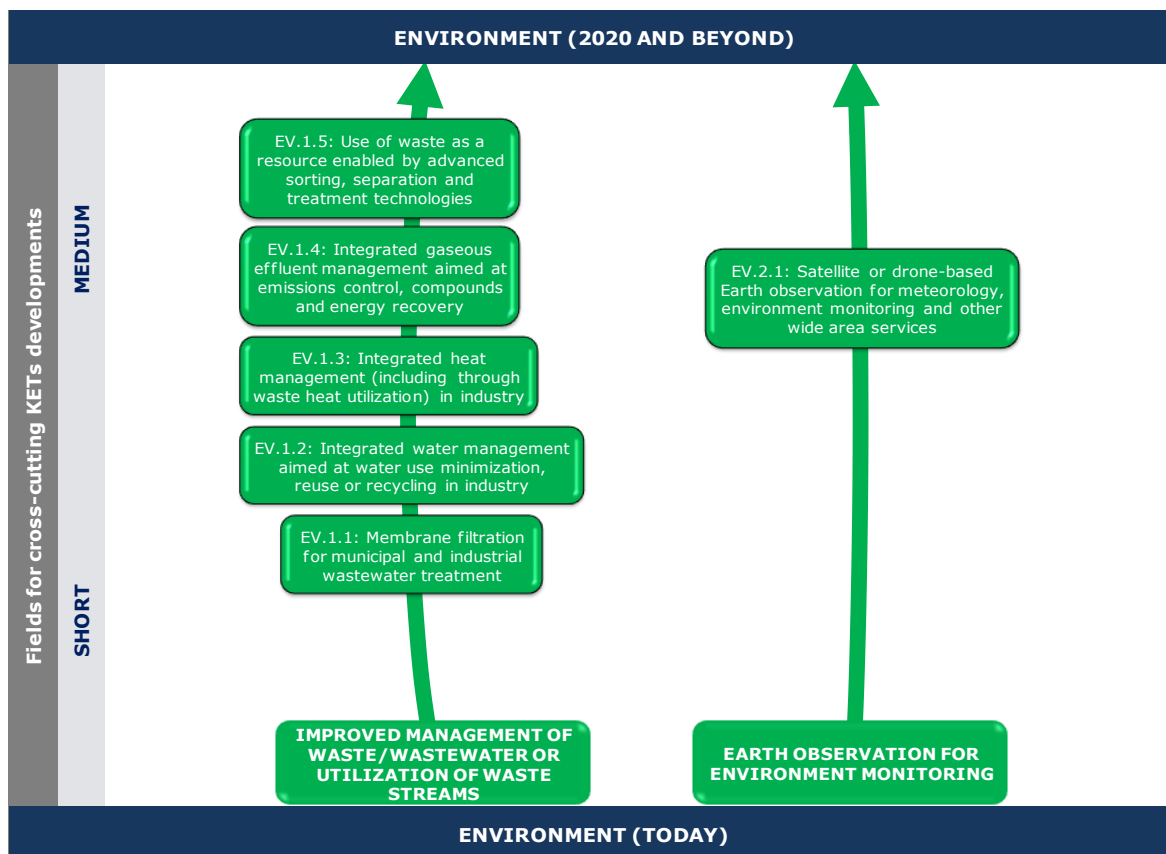 ENVIRONMENT (2020 AND BEYOND)
Fields for cross-cutting KETs developments
MEDIUM
SHORT
EV.1.5: Use of waste as a
resource enabled by advanced
sorting, separation and
treatment technologies
EV.1.4: Integrated gaseous
effluent management aimed at
emissions control, compounds
and energy recovery
EV.1.3: Integrated heat
management (including through
waste heat utilization) in industry
EV.1.2: Integrated water management
aimed at water use minimization,
reuse or recycling in industry
EV.1.1: Membrane filtration
for municipal and industrial
wastewater treatment
IMPROVED MANAGEMENT OF
WASTE/WASTEWATER OR
UTILIZATION OF WASTE
STREAMS
EV.2.1: Satellite or drone-based
Earth observation for meteorology,
environment monitoring and other
wide area services
EARTH OBSERVATION FOR
ENVIRONMENT MONITORING
ENVIRONMENT (TODAY)